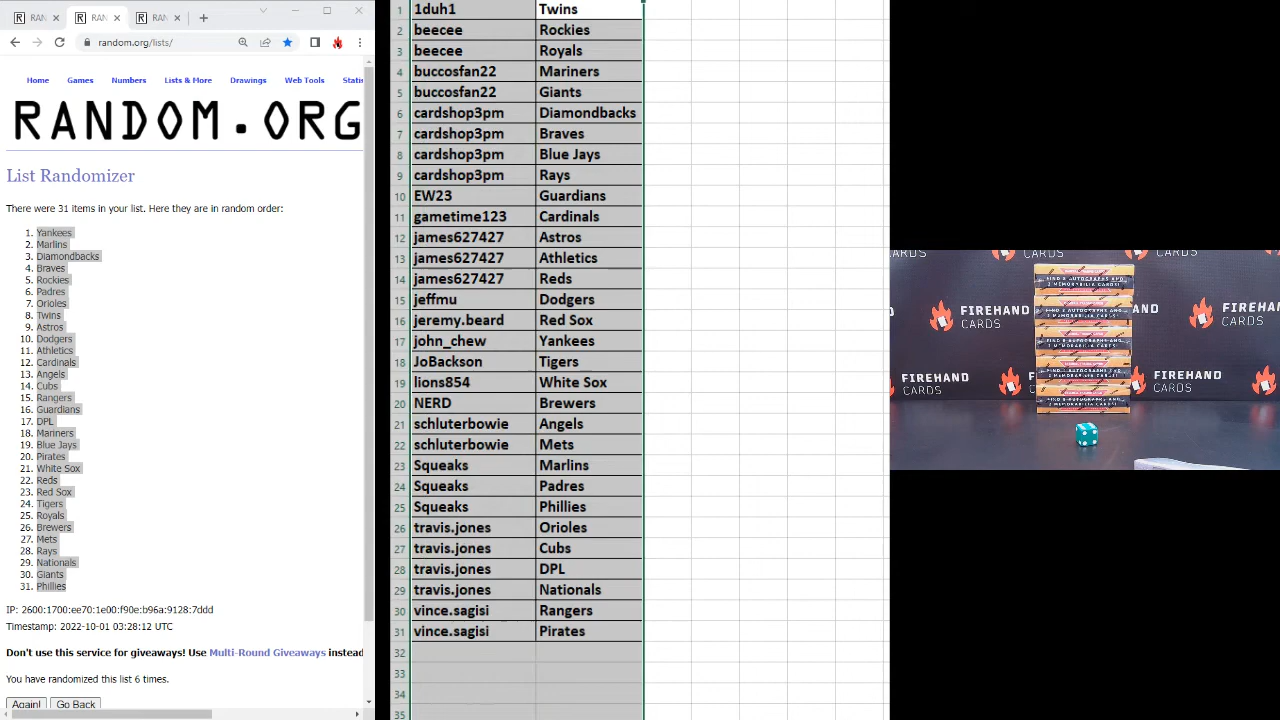 RAN
RAN
RAN
random.org/lists/
Home Games Numbers Lists & More Drawings Web Tools Statis
RANDOM.ORG
List Randomizer
There were 31 items in your list. Here they are in random order:
1. Yankees
2. Marlins
3. Diamondbacks
4. Braves
5. Rockies
6. Padres
7. Orioles
8. Twins
9. Astros
10. Dodgers
11. Athletics
12. Cardinals
13. Angels
14. Cubs
15. Rangers
16. Guardians
17. DPL
18. Mariners
19. Blue Jays
20. Pirates
21. White Sox
22. Reds
23. Red Sox
24. Tigers
25. Royals
26. Brewers
27. Mets
28. Rays
29. Nationals
30. Giants
31. Phillies
IP: 2600:1700:ee70:1e00:f90e:b96a:9128:7ddd
Timestamp: 2022-10-01 03:28:12 UTC
Don't use this service for giveaways! Use Multi-Round Giveaways instead
You have randomized this list 6 times.
Again! Go Back
1 1duh1 Twins
2 beecee Rockies
3 beecee Royals
4 buccosfan22 Mariners
5 buccosfan22 Giants
6 cardshop3pm Diamondbacks
7 cardshop3pm Braves
8 cardshop3pm Blue Jays
9 cardshop3pm Rays
10 EW23 Guardians
11 gametime123 Cardinals
12 james627427 Astros
13 james627427 Athletics
14 james627427 Reds
15 jeffmu Dodgers
16 jeremy.beard Red Sox
17 john_chew Yankees
18 JoBackson Tigers
19 lions854 White Sox
20 NERD Brewers
21 schluterbowie Angels
22 schluterbowie Mets
23 Squeaks Marlins
24 Squeaks Padres
25 Squeaks Phillies
26 travis.jones Orioles
27 travis.jones Cubs
28 travis.jones DPL
29 travis.jones Nationals
30 vince.sagisi Rangers
31 vince.sagisi Pirates
32
33
34
35
CARDS
CARDS
FIREHAND
CARDS
FIREHAND
CARDS
FIREHAND
CARDS
FIREHAND
CARDS